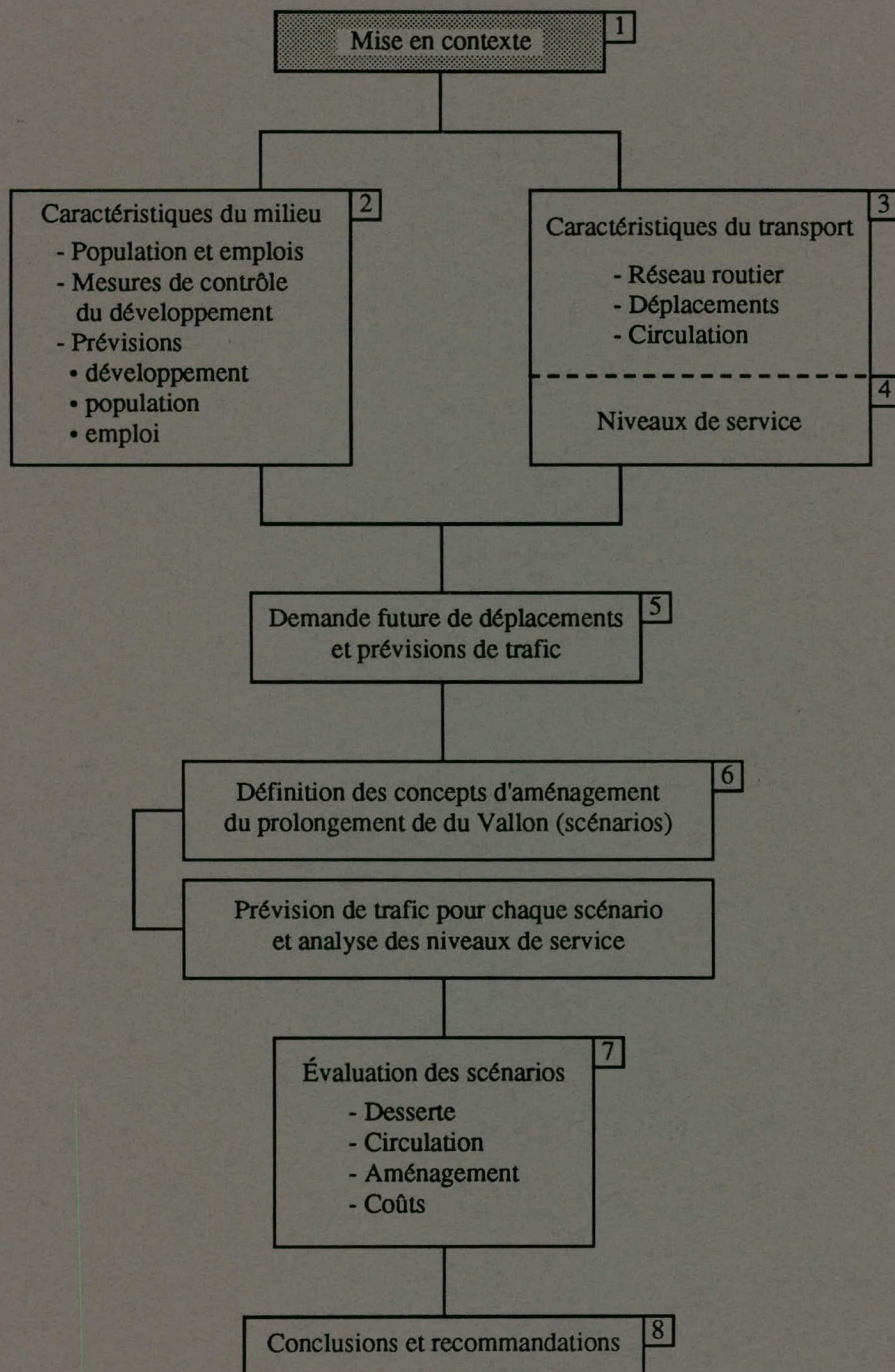 Mise en contexte
1
Caractéristiques du milieu
2
- Population et emplois
- Mesures de contrôle
du développement
- Prévisions
• développement
• population
• emploi
Caractéristiques du transport
3
- Réseau routier
- Déplacements
- Circulation
4
Niveaux de service
Demande future de déplacements
5
et prévisions de trafic
Définition des concepts d'aménagement
6
du prolongement de du Vallon (scénarios)
Prévision de trafic pour chaque scénario
et analyse des niveaux de service
Évaluation des scénarios
7
- Desserte
- Circulation
- Aménagement
- Coûts
Conclusions et recommandations
8